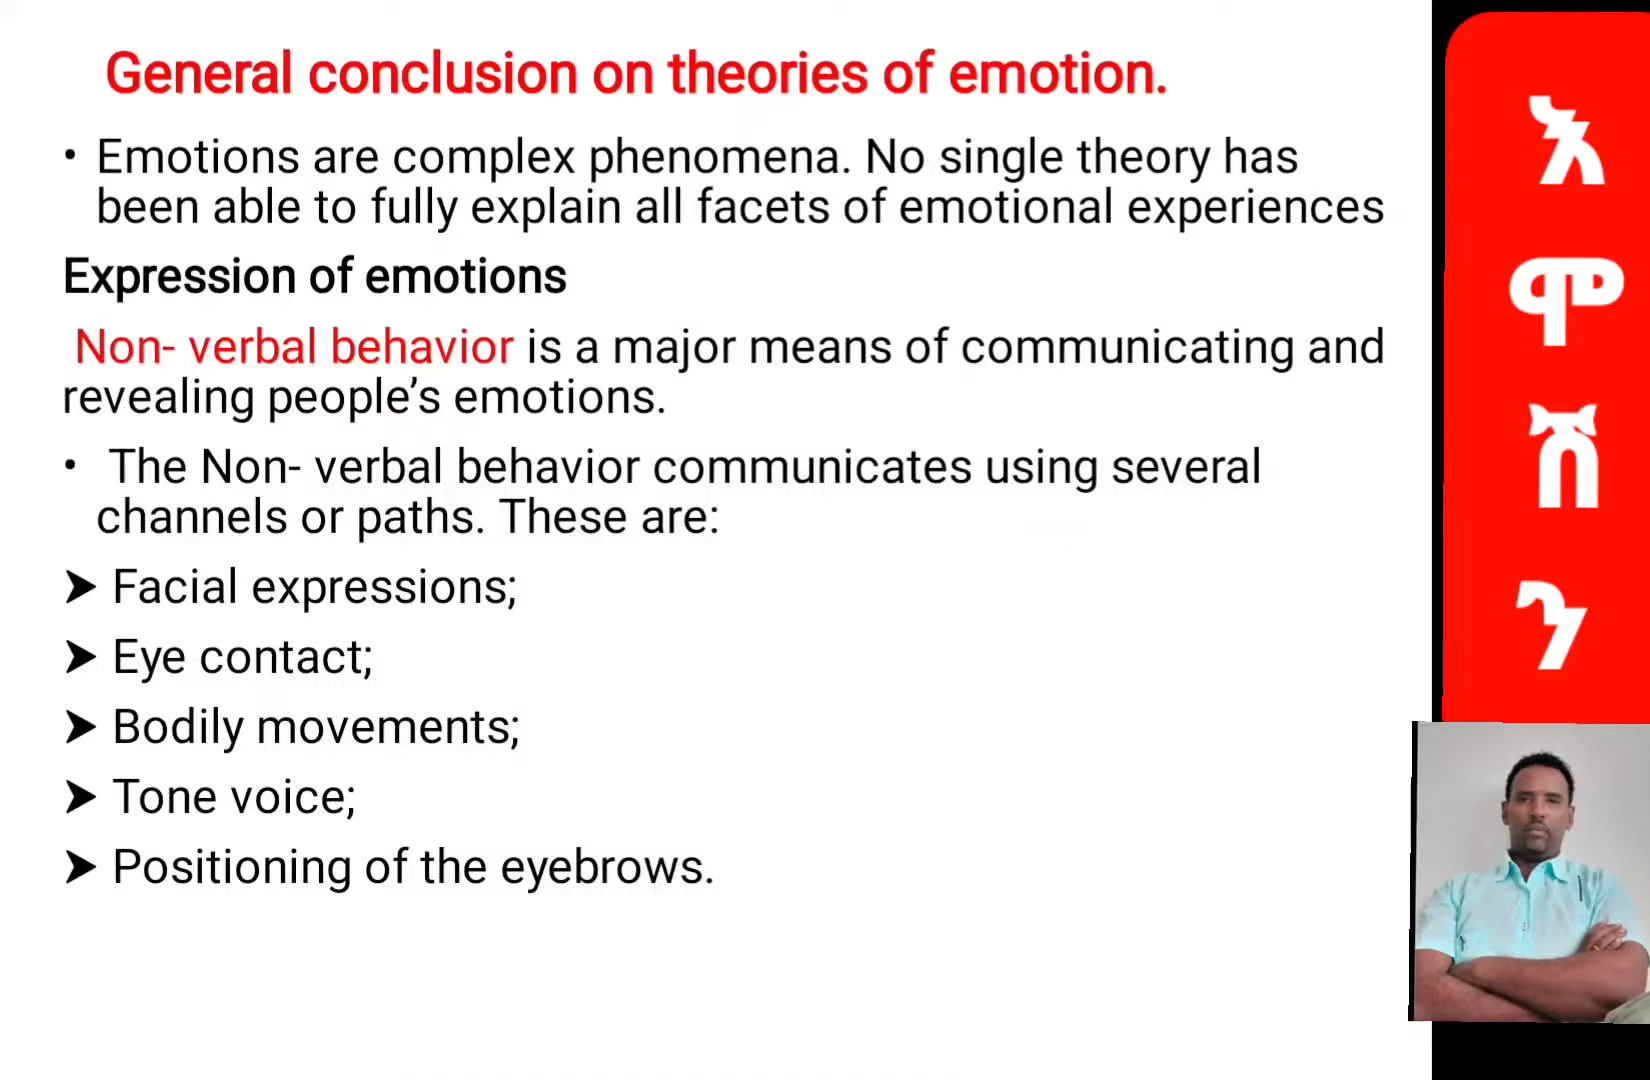 General conclusion on theories of emotion.
• Emotions are complex phenomena. No single theory has
been able to fully explain all facets of emotional experiences
Expression of emotions
Non- verbal behavior is a major means of communicating and
revealing people’s emotions.
• The Non- verbal behavior communicates using several
channels or paths. These are:
➤ Facial expressions;
➤ Eye contact;
➤ Bodily movements;
➤ Tone voice;
➤ Positioning of the eyebrows.
እ
ሞ
ሽ
ን